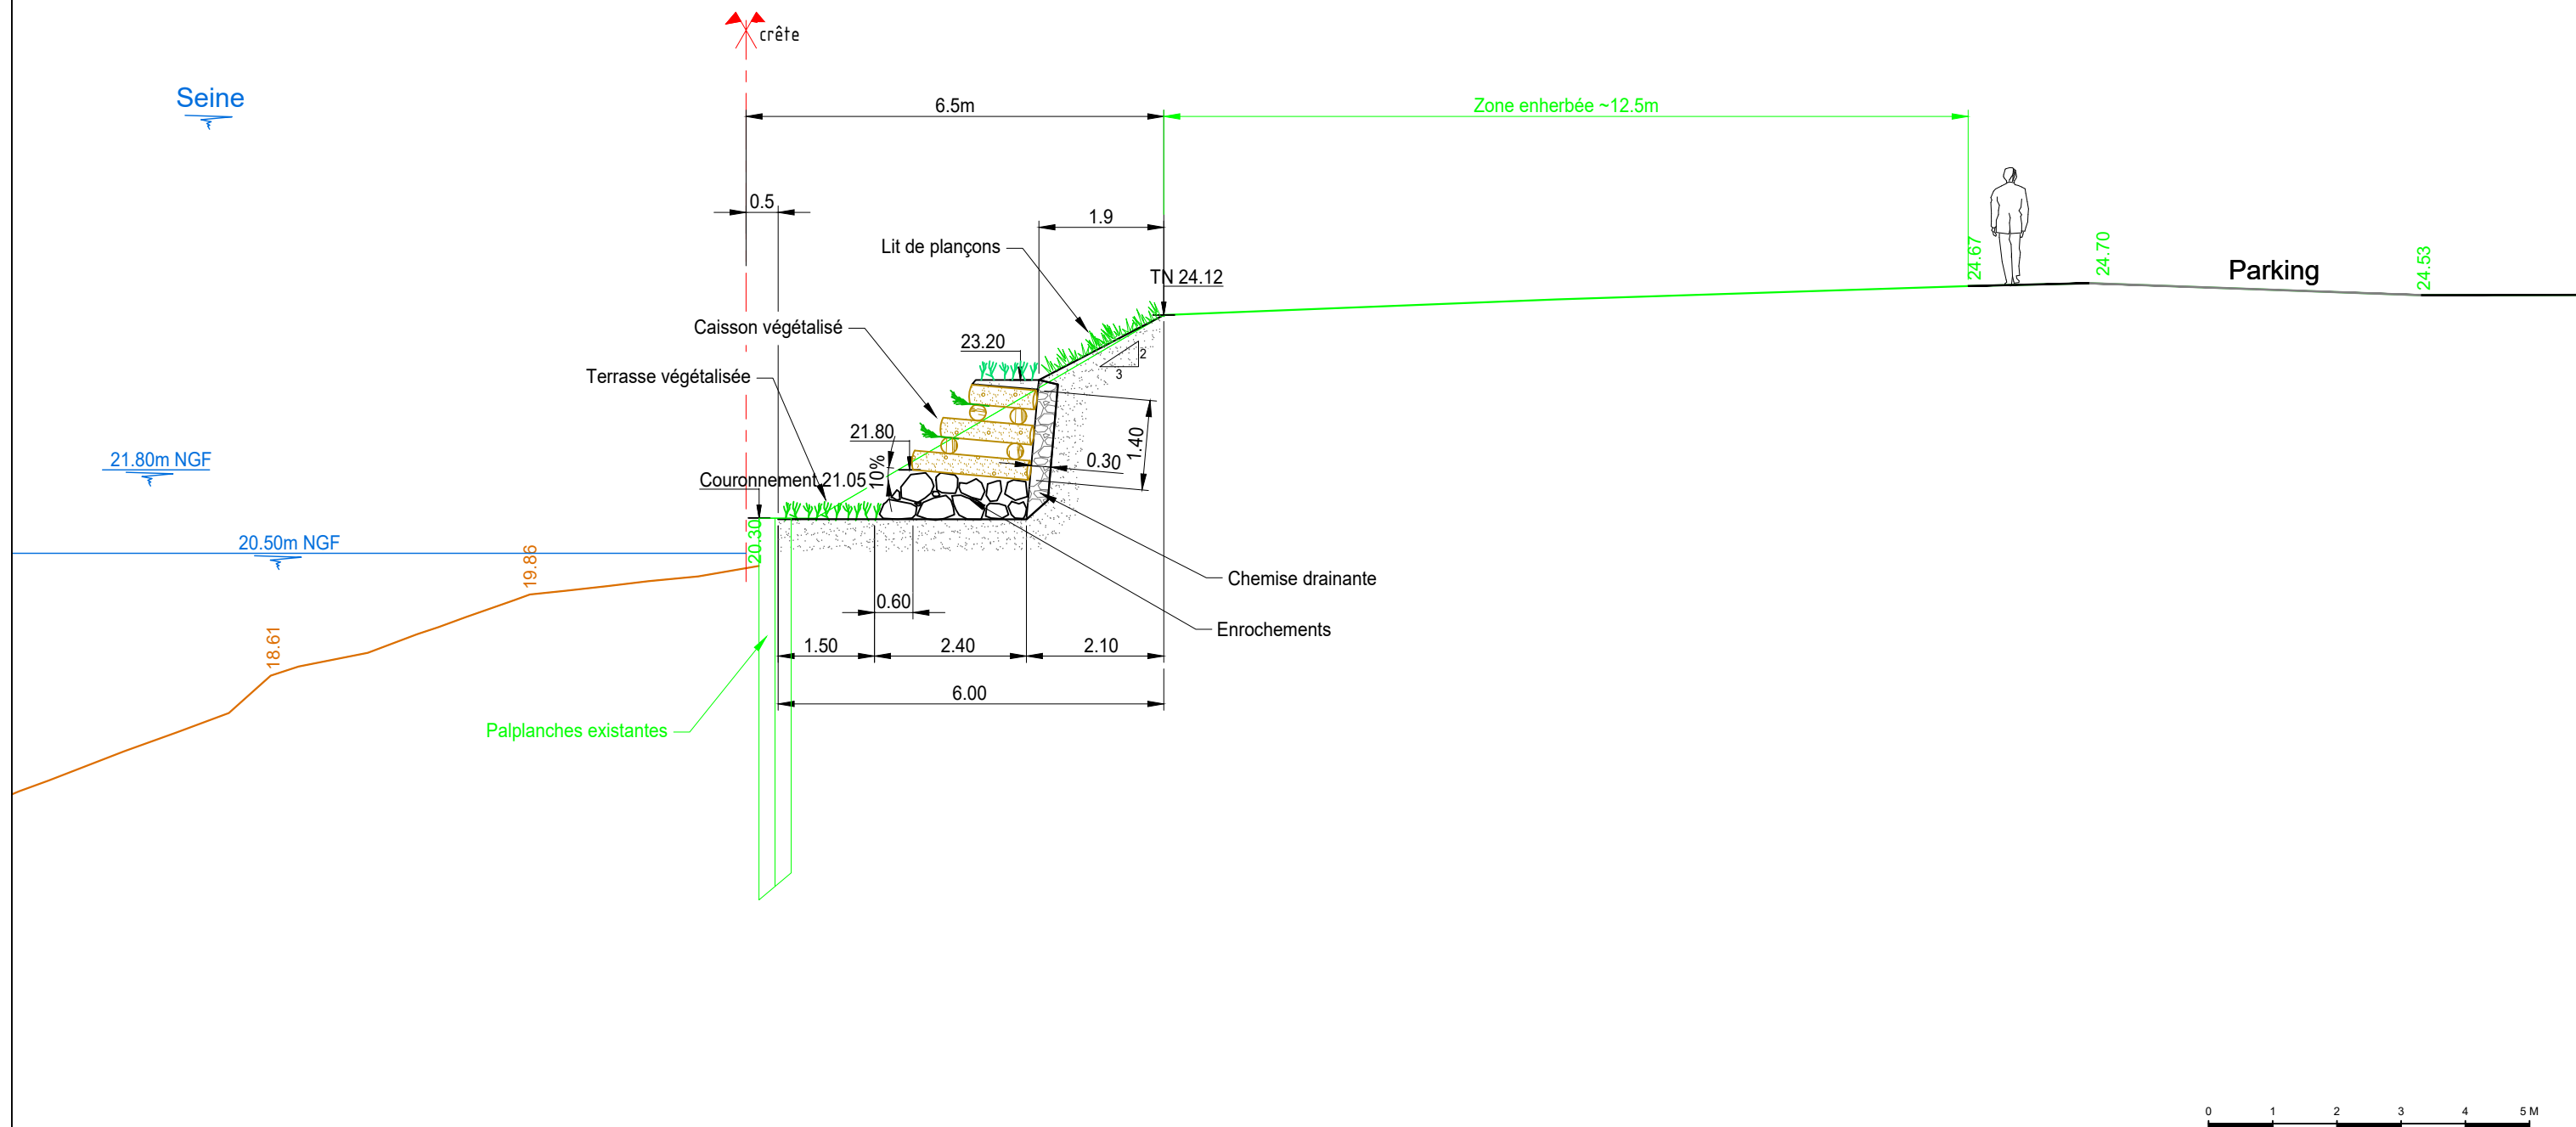 crête
Seine
6.5m
Zone enherbée ~12.5m
0.5
1.9
Lit de plançons
TN 24.12
24.67
24.70
24.53
Parking
Caisson végétalisé
23.20
2
3
Terrasse végétalisée
21.80
10%
1.40
0.30
21.80m NGF
Couronnement 21.05
20.50m NGF
20.30
19.86
18.61
Chemise drainante
0.60
Enrochements
1.50
2.40
2.10
6.00
Palplanches existantes
0 1 2 3 4 5 M